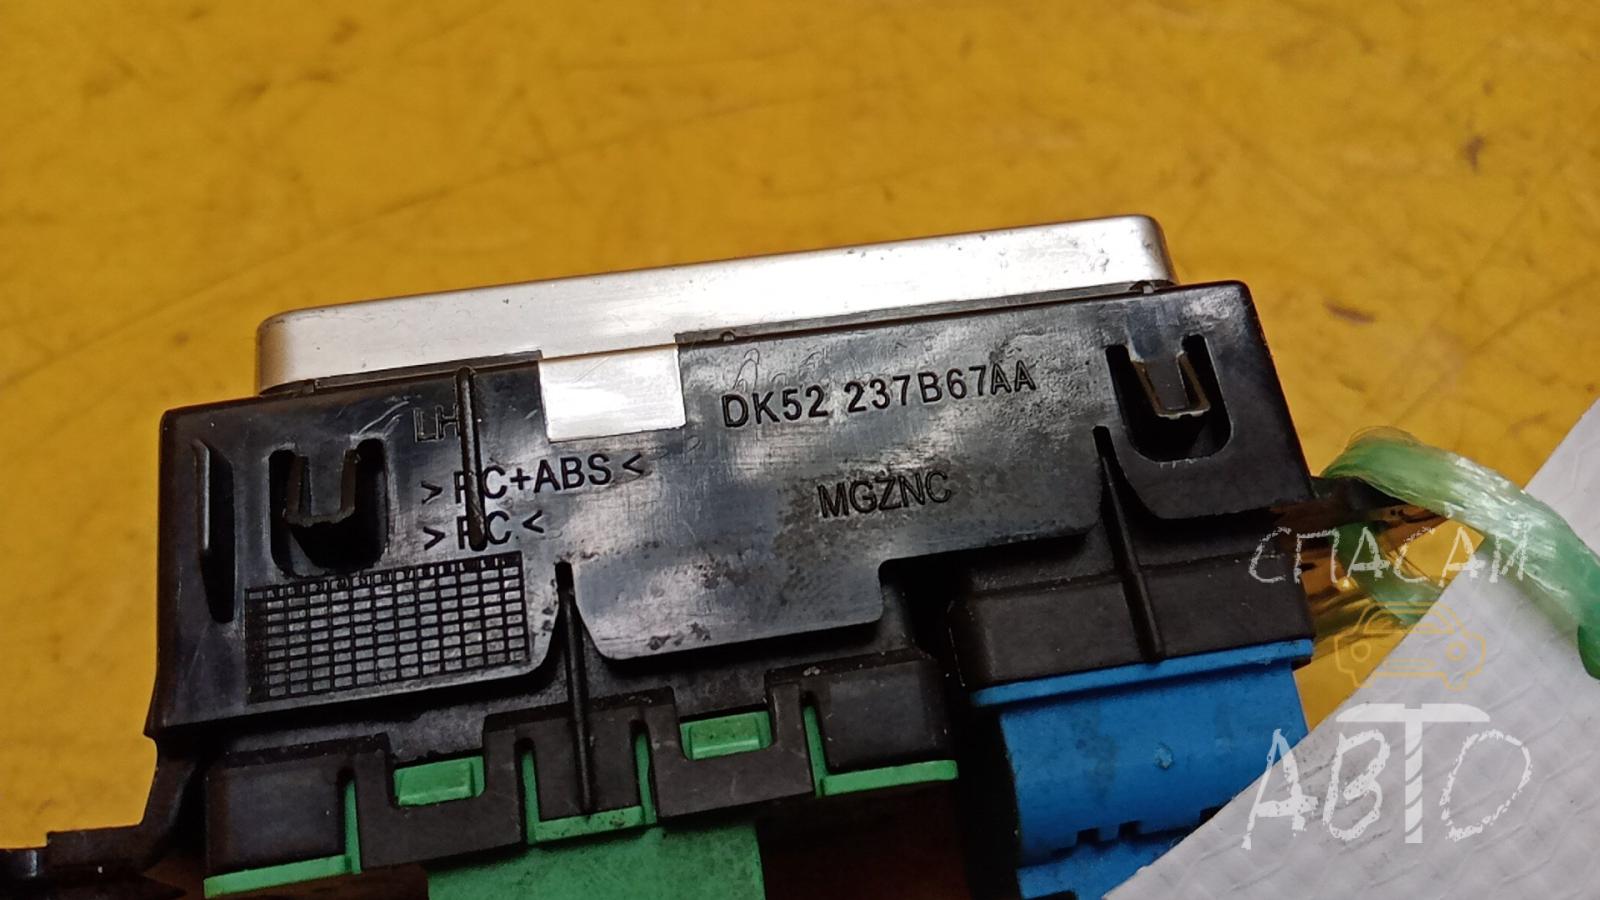 DK52 237B67AA
LH
>PC+ABS<
>PC<
MGZNC
СПАСАЙ
АВТО